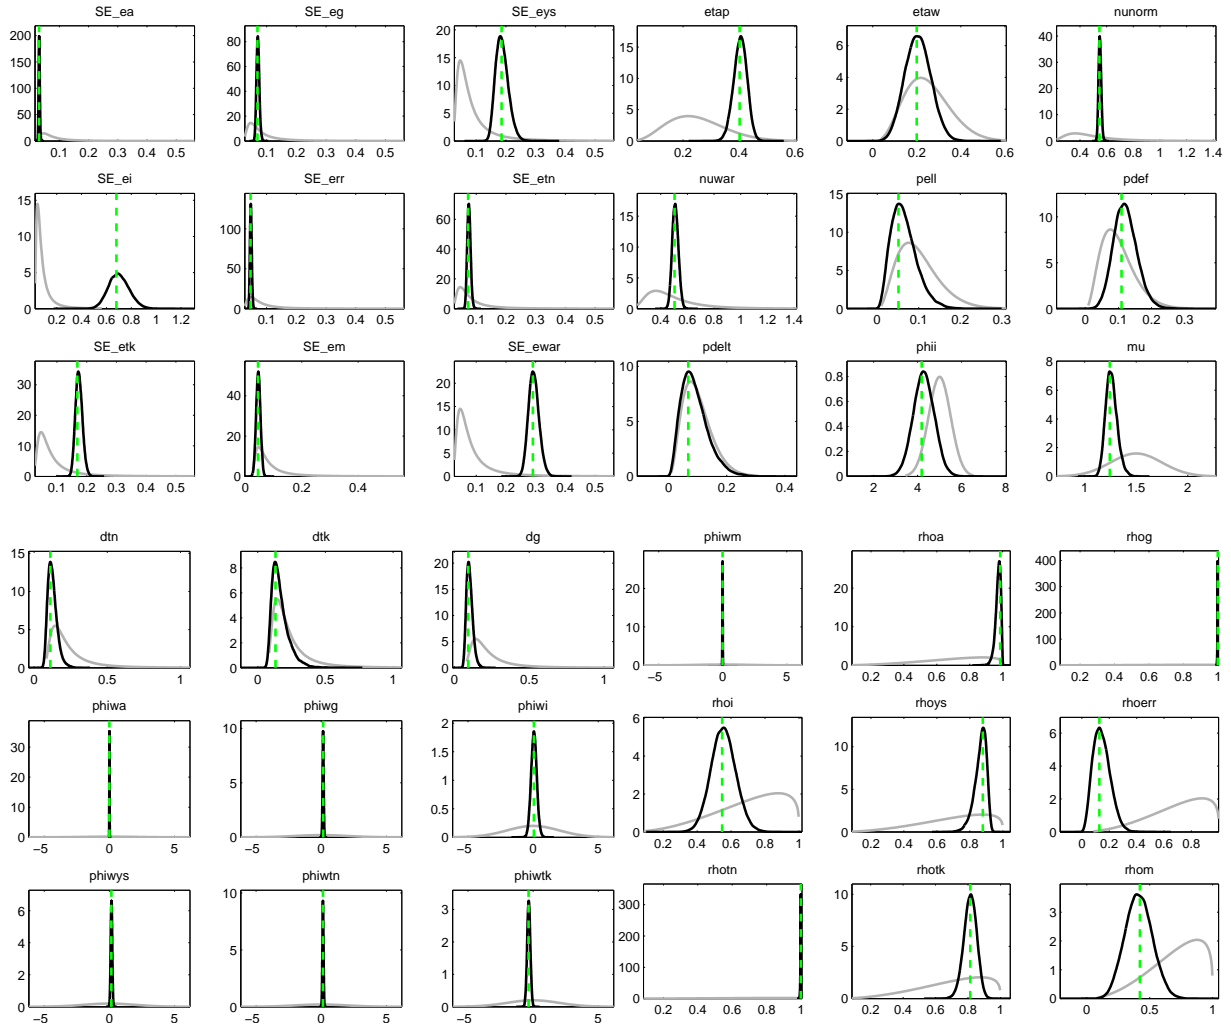 SE_ea SE_eg SE_eys etap etaw nunorm
200 150 100 50 0
80 60 40 20 0
20 15 10 5 0
15 10 5 0
6 4 2 0
40 30 20 10 0
0.1 0.2 0.3 0.4 0.5
0.1 0.2 0.3 0.4 0.5
0.1 0.2 0.3 0.4 0.5
0.2 0.4 0.6
0 0.2 0.4 0.6
0.4 0.6 0.8 1 1.2 1.4
SE_ei SE_err SE_etn nuwar pell pdef
15 10 5 0
100 50 0
60 40 20 0
15 10 5 0
15 10 5 0
10 5 0
0.2 0.4 0.6 0.8 1 1.2
0.1 0.2 0.3 0.4 0.5
0.1 0.2 0.3 0.4 0.5
0.4 0.6 0.8 1 1.2 1.4
0 0.1 0.2 0.3
0 0.1 0.2 0.3
SE_etk SE_em SE_ewar pdelt phii mu
30 20 10 0
40 20 0
20 15 10 5 0
10 5 0
0.8 0.6 0.4 0.2 0
8 6 4 2 0
0.1 0.2 0.3 0.4 0.5
0 0.2 0.4
0.1 0.2 0.3 0.4 0.5
0 0.2 0.4
2 4 6 8
1 1.5 2
dtn dtk dg phiwm rhoa rhog
15 10 5 0
8 6 4 2 0
20 15 10 5 0
20 10 0
20 10 0
400 300 200 100 0
0 0.5 1
0 0.5 1
0 0.5 1
−5 0 5
0.2 0.4 0.6 0.8 1
0.2 0.4 0.6 0.8 1
phiwa phiwg phiwi rhoi rhoys rhoerr
30 20 10 0
10 5 0
2 1.5 1 0.5 0
6 4 2 0
10 5 0
6 4 2 0
−5 0 5
−5 0 5
−5 0 5
0.2 0.4 0.6 0.8 1
0.2 0.4 0.6 0.8 1
0 0.2 0.4 0.6 0.8 1
phiwys phiwtn phiwtk rhotn rhotk rhom
6 4 2 0
10 5 0
3 2 1 0
300 200 100 0
10 5 0
3 2 1 0
−5 0 5
−5 0 5
−5 0 5
0.2 0.4 0.6 0.8 1
0.2 0.4 0.6 0.8 1
0 0.5 1